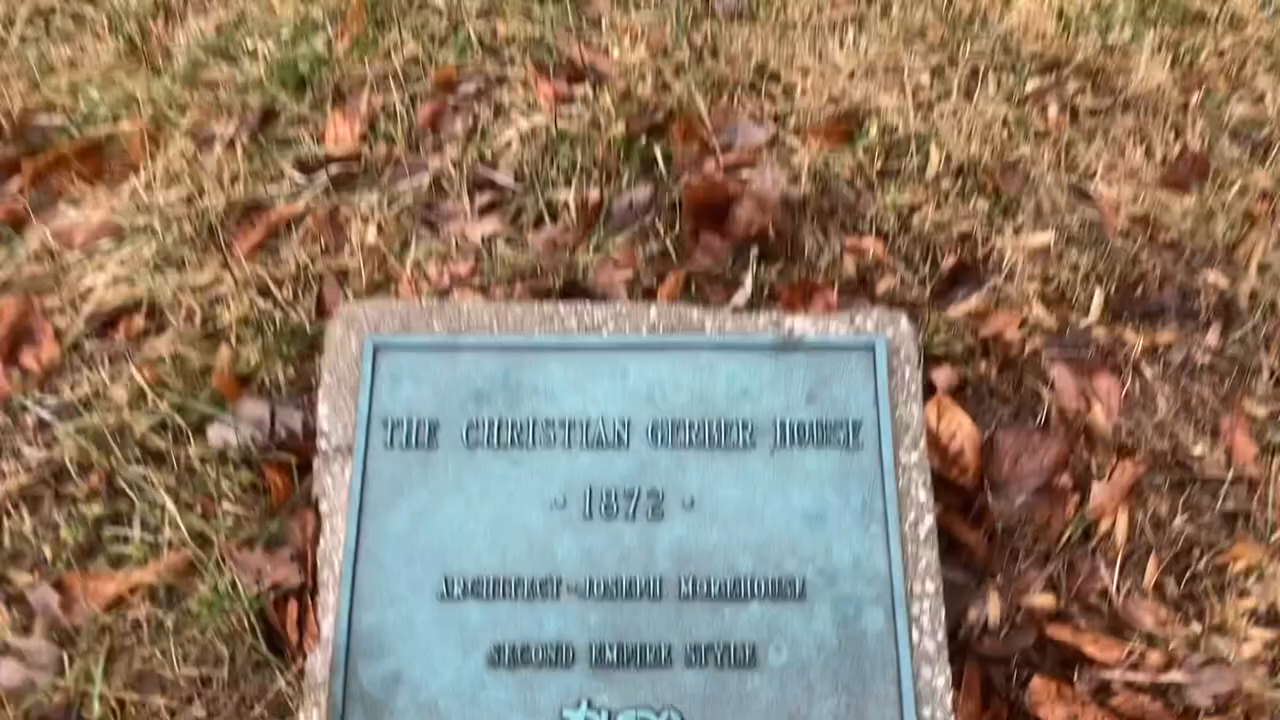 THE CHRISTIAN GERBER HOUSE
· 1872 ·
ARCHITECT - JOSEPH MOREHOUSE
SECOND EMPIRE STYLE